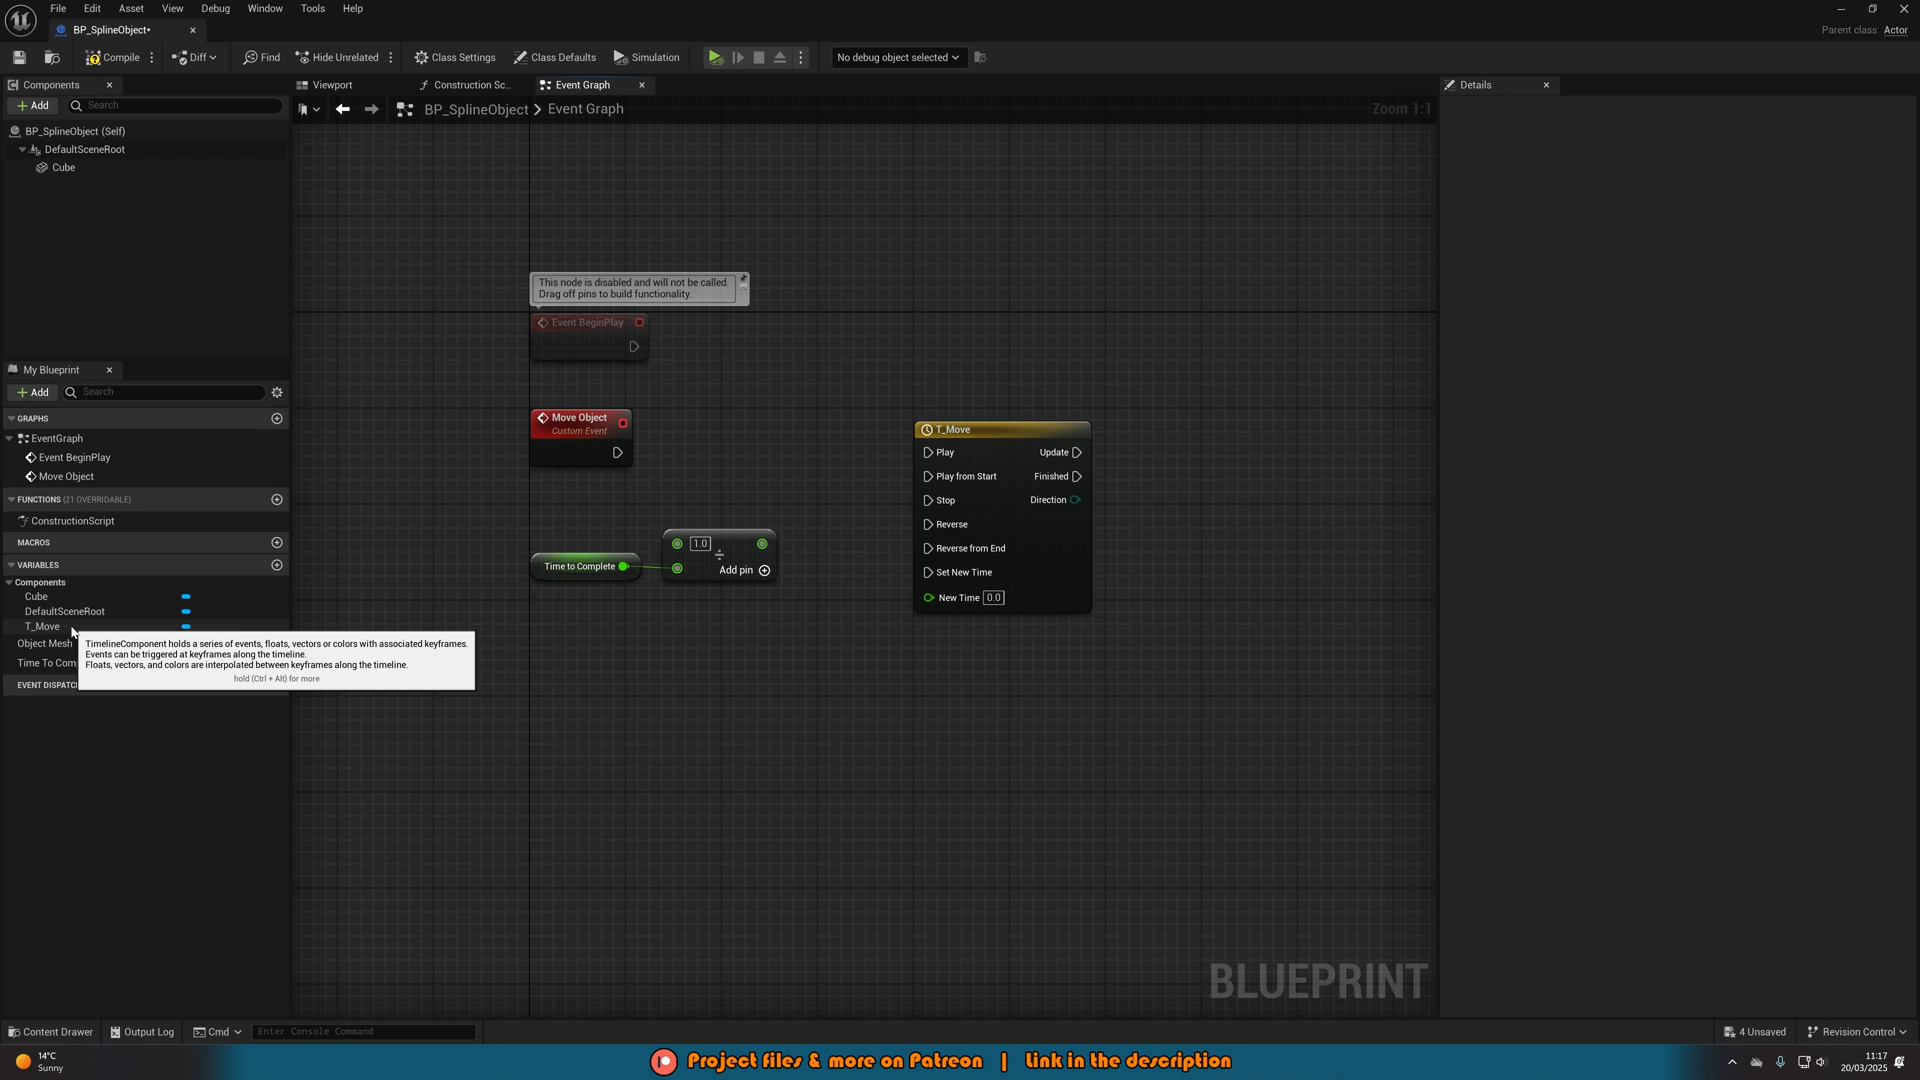 File Edit Asset View Debug Window Tools Help
BP_SplineObject•
Parent class: Actor
Compile Diff Find Hide Unrelated Class Settings Class Defaults Simulation No debug object selected
Components
Add Search
BP_SplineObject (Self)
DefaultSceneRoot
Cube
My Blueprint
Add Search
GRAPHS
EventGraph
Event BeginPlay
Move Object
FUNCTIONS (21 OVERRIDABLE)
ConstructionScript
MACROS
VARIABLES
Components
Cube
DefaultSceneRoot
T_Move
Object Mesh
Time To Com
EVENT DISPATC
TimelineComponent holds a series of events, floats, vectors or colors with associated keyframes.
Events can be triggered at keyframes along the timeline.
Floats, vectors, and colors are interpolated between keyframes along the timeline.
hold (Ctrl + Alt) for more
Viewport Construction Sc... Event Graph
BP_SplineObject > Event Graph
Zoom 1:1
This node is disabled and will not be called.
Drag off pins to build functionality.
Event BeginPlay
Move Object
Custom Event
Time to Complete
1.0
÷
Add pin
T_Move
Play Update
Play from Start Finished
Stop Direction
Reverse
Reverse from End
Set New Time
New Time 0.0
BLUEPRINT
Details
Content Drawer Output Log Cmd Enter Console Command
4 Unsaved Revision Control
14°C
Sunny
Project files & more on Patreon | Link in the description
11:17
20/03/2025